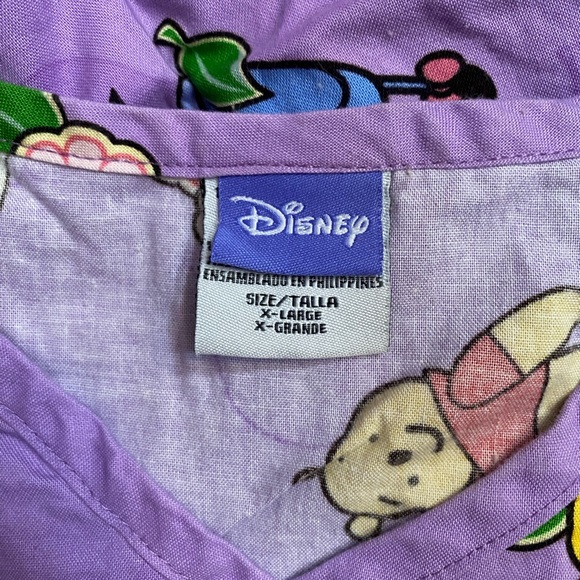 Disney
ENSAMBLADO EN PHILIPPINES
SIZE/TALLA
X-LARGE
X-GRANDE